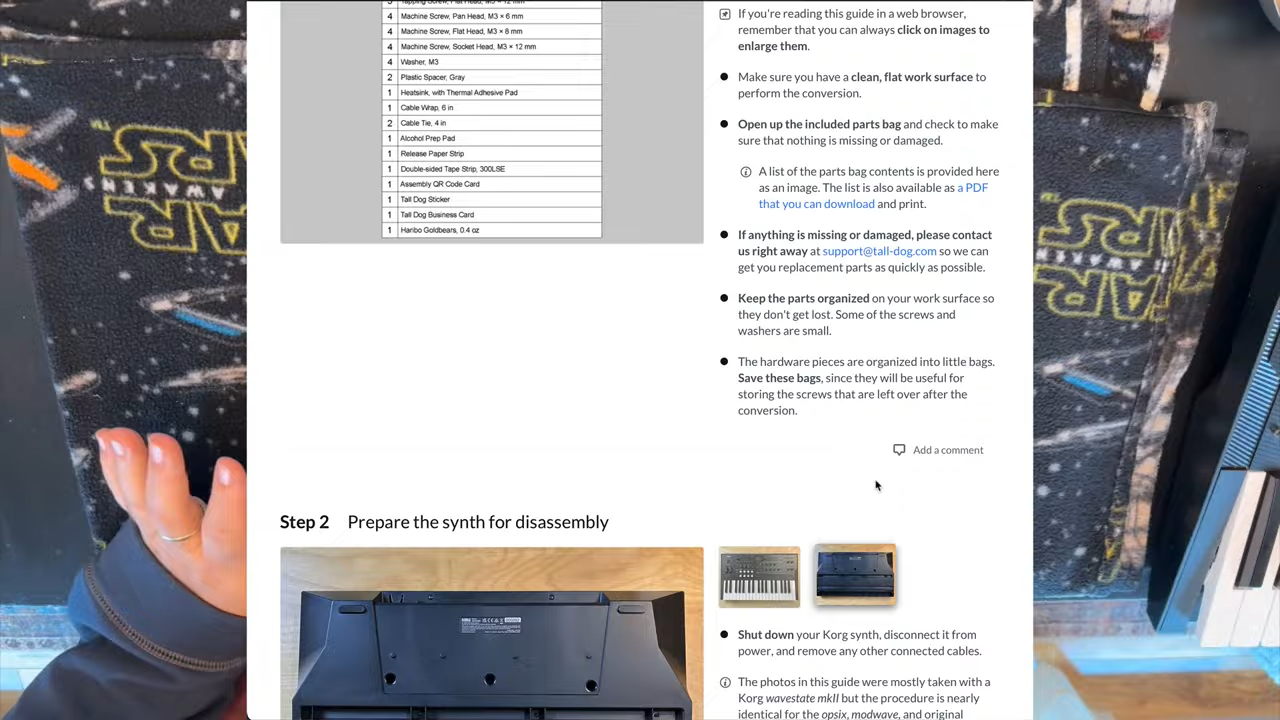 Tapping Screw, Flat Head, M3 × 12 mm
4 Machine Screw, Pan Head, M3 × 6 mm
4 Machine Screw, Flat Head, M3 × 8 mm
4 Machine Screw, Socket Head, M3 × 12 mm
4 Washer, M3
2 Plastic Spacer, Gray
1 Heatsink, with Thermal Adhesive Pad
1 Cable Wrap, 6 in
2 Cable Tie, 4 in
1 Alcohol Prep Pad
1 Release Paper Strip
1 Double-sided Tape Strip, 300LSE
1 Assembly QR Code Card
1 Tall Dog Sticker
1 Tall Dog Business Card
1 Haribo Goldbears, 0.4 oz
If you're reading this guide in a web browser,
remember that you can always click on images to
enlarge them.
Make sure you have a clean, flat work surface to
perform the conversion.
Open up the included parts bag and check to make
sure that nothing is missing or damaged.
A list of the parts bag contents is provided here
as an image. The list is also available as a PDF
that you can download and print.
If anything is missing or damaged, please contact
us right away at support@tall-dog.com so we can
get you replacement parts as quickly as possible.
Keep the parts organized on your work surface so
they don't get lost. Some of the screws and
washers are small.
The hardware pieces are organized into little bags.
Save these bags, since they will be useful for
storing the screws that are left over after the
conversion.
Add a comment
Step 2 Prepare the synth for disassembly
Shut down your Korg synth, disconnect it from
power, and remove any other connected cables.
The photos in this guide were mostly taken with a
Korg wavestate mkII but the procedure is nearly
identical for the opsix, modwave, and original